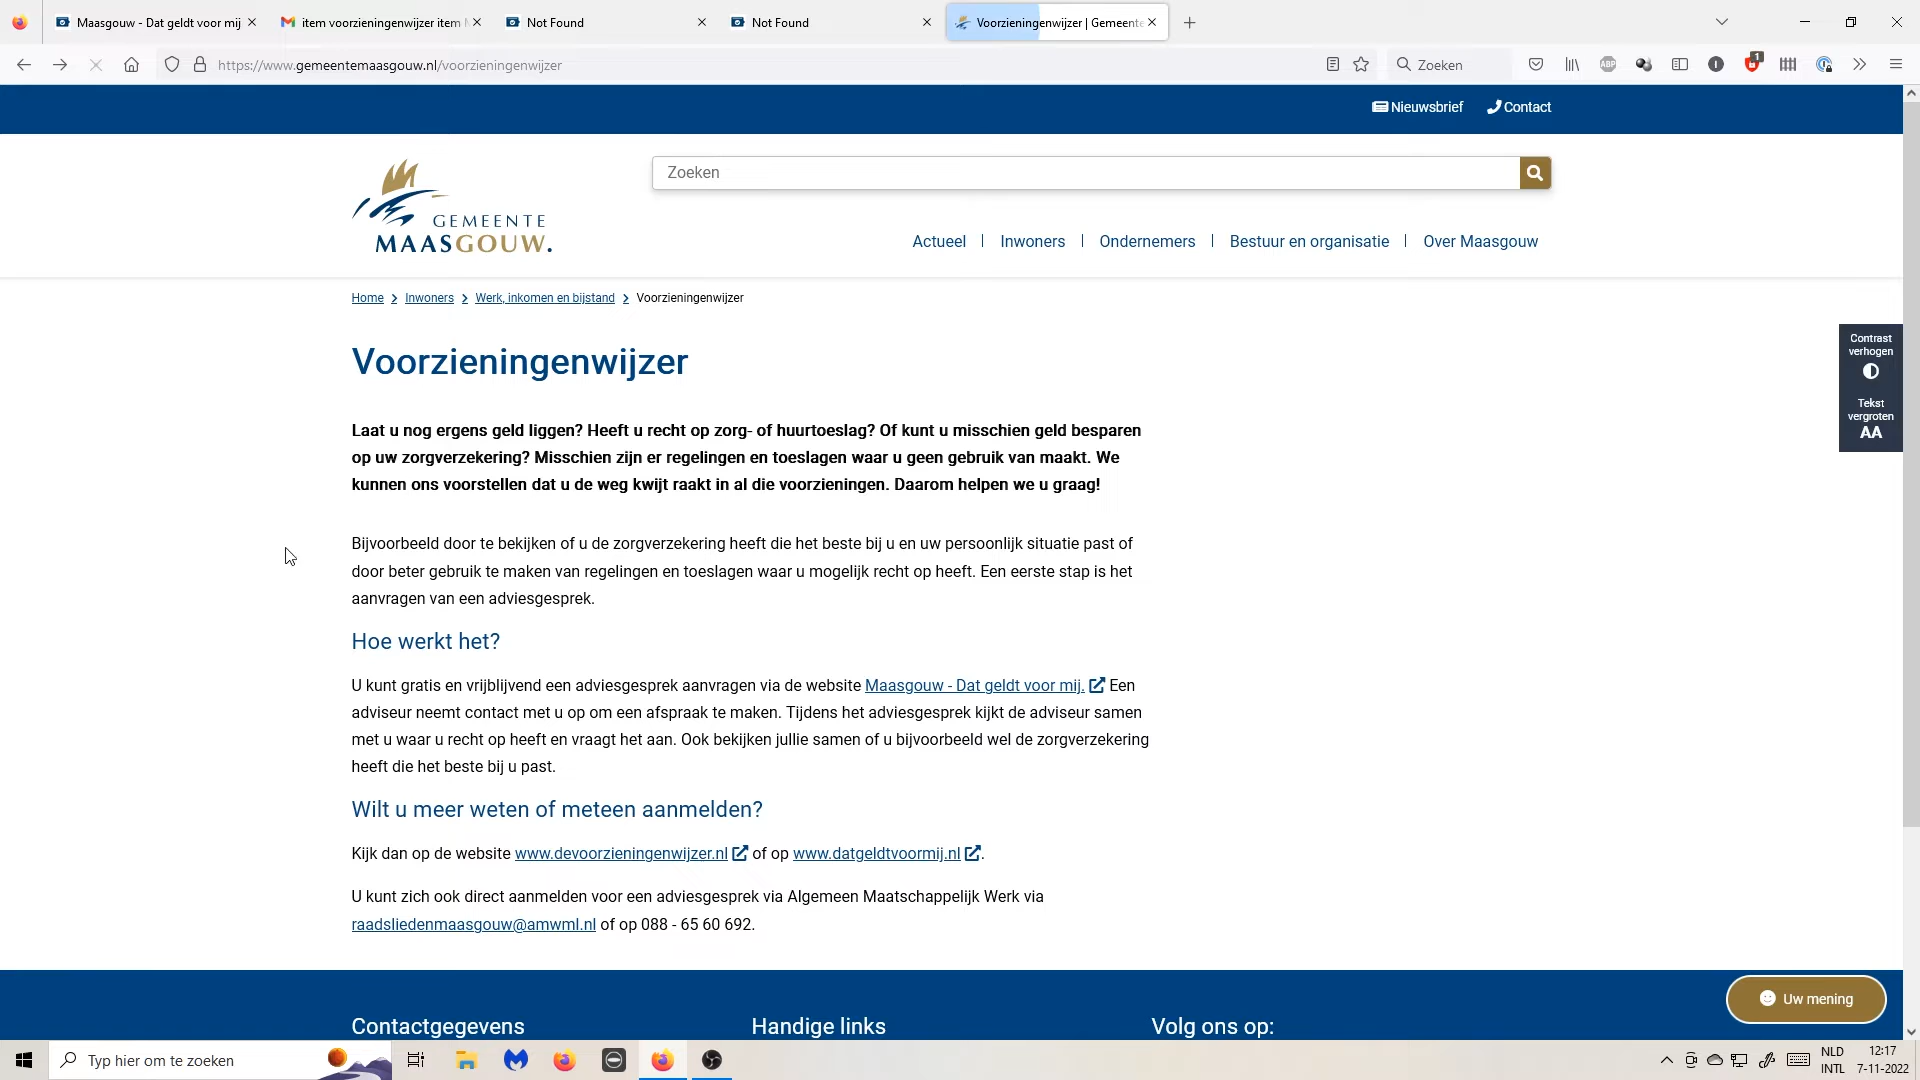 Maasgouw - Dat geldt voor mij
item voorzieningenwijzer item
Not Found
Not Found
Voorzieningenwijzer | Gemeente
https://www.gemeentemaasgouw.nl/voorzieningenwijzer
Zoeken
ABP
1
Nieuwsbrief
Contact
Zoeken
GEMEENTE
MAASGOUW.
Actueel
Inwoners
Ondernemers
Bestuur en organisatie
Over Maasgouw
Home > Inwoners > Werk, inkomen en bijstand > Voorzieningenwijzer
Contrast
verhogen
Tekst
vergroten
AA
Voorzieningenwijzer
Laat u nog ergens geld liggen? Heeft u recht op zorg- of huurtoeslag? Of kunt u misschien geld besparen
op uw zorgverzekering? Misschien zijn er regelingen en toeslagen waar u geen gebruik van maakt. We
kunnen ons voorstellen dat u de weg kwijt raakt in al die voorzieningen. Daarom helpen we u graag!
Bijvoorbeeld door te bekijken of u de zorgverzekering heeft die het beste bij u en uw persoonlijk situatie past of
door beter gebruik te maken van regelingen en toeslagen waar u mogelijk recht op heeft. Een eerste stap is het
aanvragen van een adviesgesprek.
Hoe werkt het?
U kunt gratis en vrijblijvend een adviesgesprek aanvragen via de website Maasgouw - Dat geldt voor mij. Een
adviseur neemt contact met u op om een afspraak te maken. Tijdens het adviesgesprek kijkt de adviseur samen
met u waar u recht op heeft en vraagt het aan. Ook bekijken jullie samen of u bijvoorbeeld wel de zorgverzekering
heeft die het beste bij u past.
Wilt u meer weten of meteen aanmelden?
Kijk dan op de website www.devoorzieningenwijzer.nl of op www.datgeldtvoormij.nl.
U kunt zich ook direct aanmelden voor een adviesgesprek via Algemeen Maatschappelijk Werk via
raadsliedenmaasgouw@amwml.nl of op 088 - 65 60 692.
Uw mening
Contactgegevens
Handige links
Volg ons op:
Typ hier om te zoeken
NLD
INTL
12:17
7-11-2022